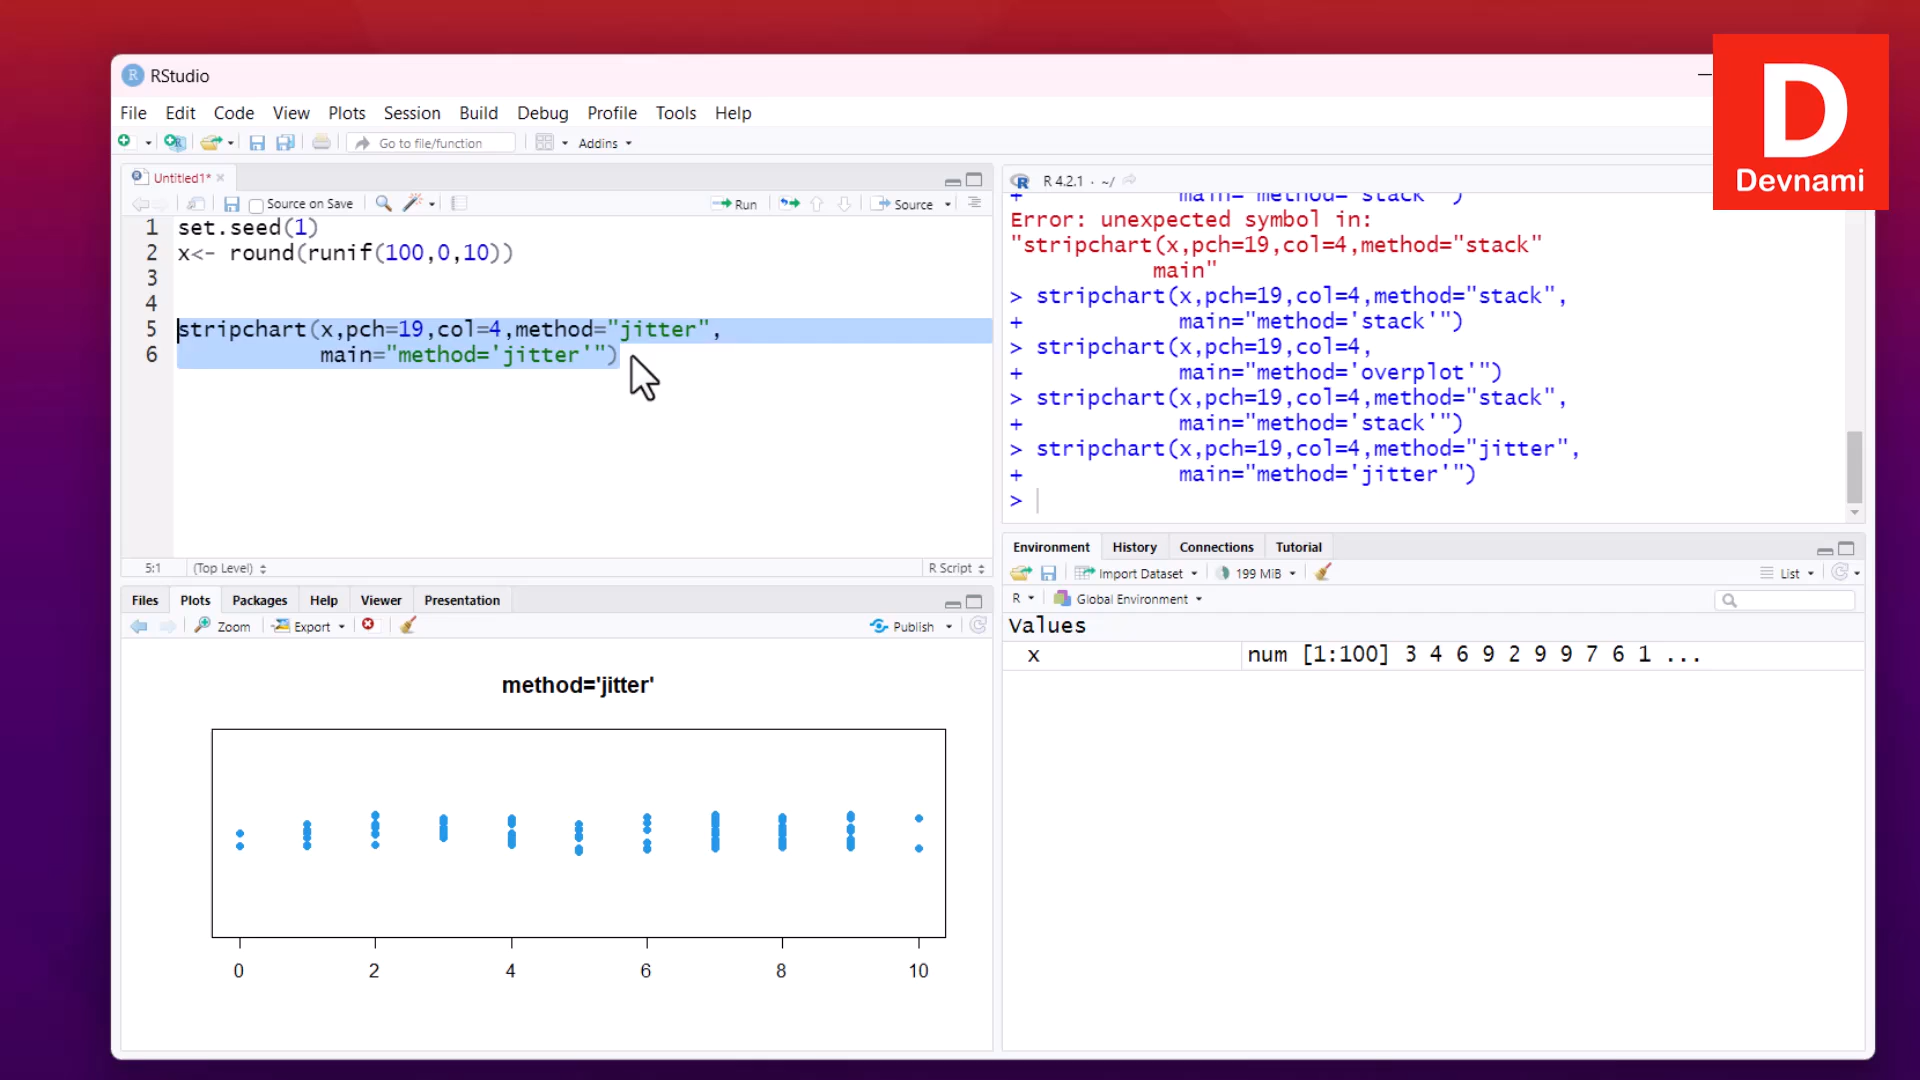 RStudio
D
Devnami
File Edit Code View Plots Session Build Debug Profile Tools Help
Go to file/function
Addins
Untitled1*
Source on Save
Run
Source
1 set.seed(1)
2 x<- round(runif(100,0,10))
3
4
5 stripchart(x,pch=19,col=4,method="jitter",
6 main="method='jitter'")
5:1 (Top Level) R Script
R 4.2.1 · ~/
+ main="method='stack'")
Error: unexpected symbol in:
"stripchart(x,pch=19,col=4,method="stack"
main"
> stripchart(x,pch=19,col=4,method="stack",
+ main="method='stack'")
> stripchart(x,pch=19,col=4,
+ main="method='overplot'")
> stripchart(x,pch=19,col=4,method="stack",
+ main="method='stack'")
> stripchart(x,pch=19,col=4,method="jitter",
+ main="method='jitter'")
>
Files Plots Packages Help Viewer Presentation
Zoom Export Publish
method='jitter'
0 2 4 6 8 10
Environment History Connections Tutorial
Import Dataset 199 MiB List
R Global Environment
Values
x num [1:100] 3 4 6 9 2 9 9 7 6 1 ...